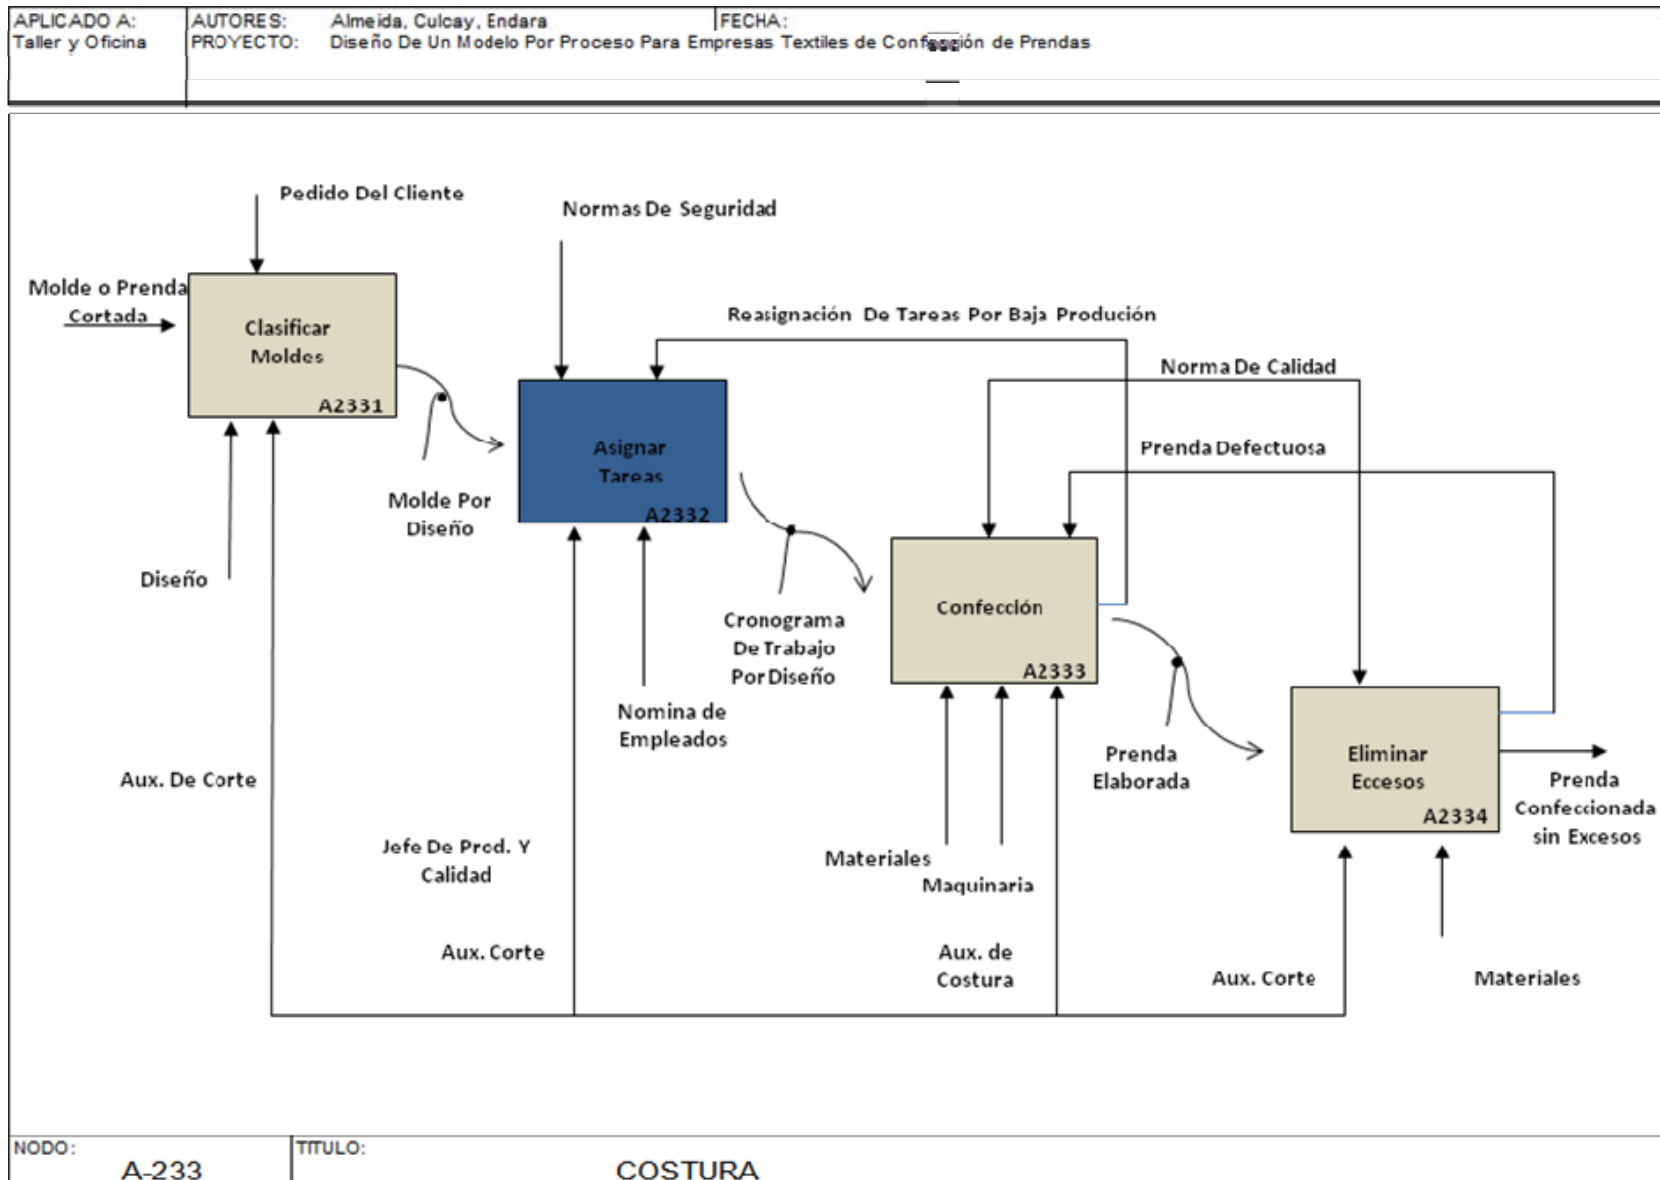 APLICADO A:
Taller y Oficina
AUTORES: Almeida, Culcay, Endara
FECHA:
PROYECTO: Diseño De Un Modelo Por Proceso Para Empresas Textiles de Confección de Prendas
Pedido Del Cliente
Normas De Seguridad
Molde o Prenda
Cortada
Clasificar
Moldes
A2331
Reasignación De Tareas Por Baja Produción
Norma De Calidad
Prenda Defectuosa
Asignar
Tareas
A2332
Molde Por
Diseño
Diseño
Confección
A2333
Cronograma
De Trabajo
Por Diseño
Nomina de
Empleados
Prenda
Elaborada
Eliminar
Eccesos
A2334
Prenda
Confeccionada
sin Excesos
Aux. De Corte
Jefe De Prod. Y
Calidad
Materiales
Maquinaria
Aux. Corte
Aux. de
Costura
Aux. Corte
Materiales
NODO:
A-233
TITULO:
COSTURA